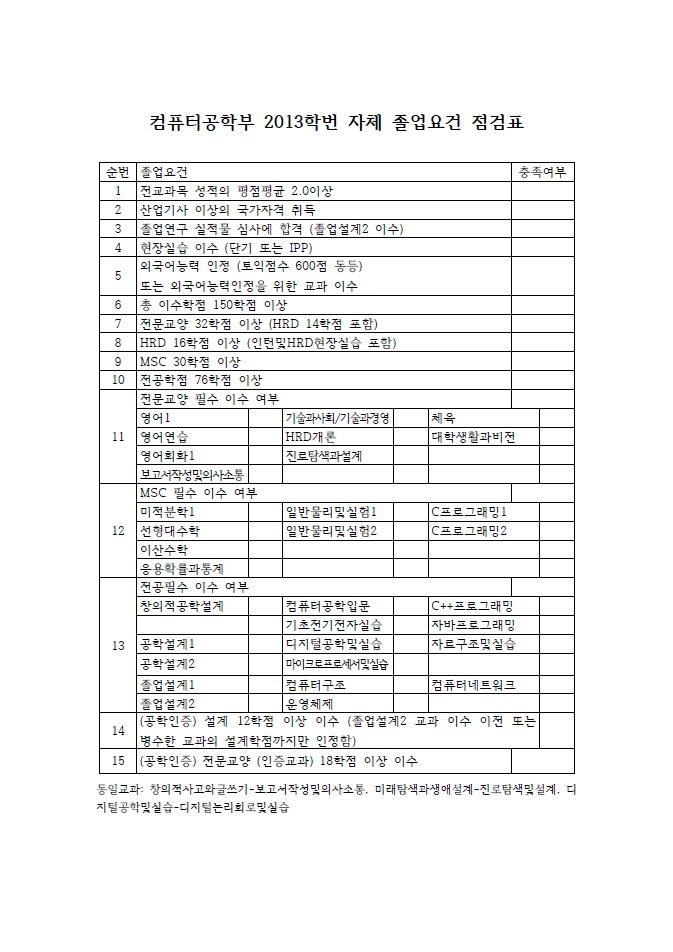 컴퓨터공학부 2013학번 자체 졸업요건 점검표
순번 졸업요건 충족여부
1 전교과목 성적의 평점평균 2.0이상
2 산업기사 이상의 국가자격 취득
3 졸업연구 실적물 심사에 합격 (졸업설계2 이수)
4 현장실습 이수 (단기 또는 IPP)
5 외국어능력 인정 (토익점수 600점 동등)
또는 외국어능력인정을 위한 교과 이수
6 총 이수학점 150학점 이상
7 전문교양 32학점 이상 (HRD 14학점 포함)
8 HRD 16학점 이상 (인턴및HRD현장실습 포함)
9 MSC 30학점 이상
10 전공학점 76학점 이상
11 전문교양 필수 이수 여부
영어1 기술과사회/기술과경영 체육
영어연습 HRD개론 대학생활과비전
영어회화1 진로탐색과설계
보고서작성및의사소통
12 MSC 필수 이수 여부
미적분학1 일반물리및실험1 C프로그래밍1
선형대수학 일반물리및실험2 C프로그래밍2
이산수학
응용확률과통계
13 전공필수 이수 여부
창의적공학설계 컴퓨터공학입문 C++프로그래밍
기초전기전자실습 자바프로그래밍
공학설계1 디지털공학및실습 자료구조및실습
공학설계2 마이크로프로세서및실습
졸업설계1 컴퓨터구조 컴퓨터네트워크
졸업설계2 운영체제
14 (공학인증) 설계 12학점 이상 이수 (졸업설계2 교과 이수 이전 또는
병수한 교과의 설계학점까지만 인정함)
15 (공학인증) 전문교양 (인증교과) 18학점 이상 이수
동일교과: 창의적사고와글쓰기-보고서작성및의사소통, 미래탐색과생애설계-진로탐색및설계, 디
지털공학및실습-디지털논리회로및실습